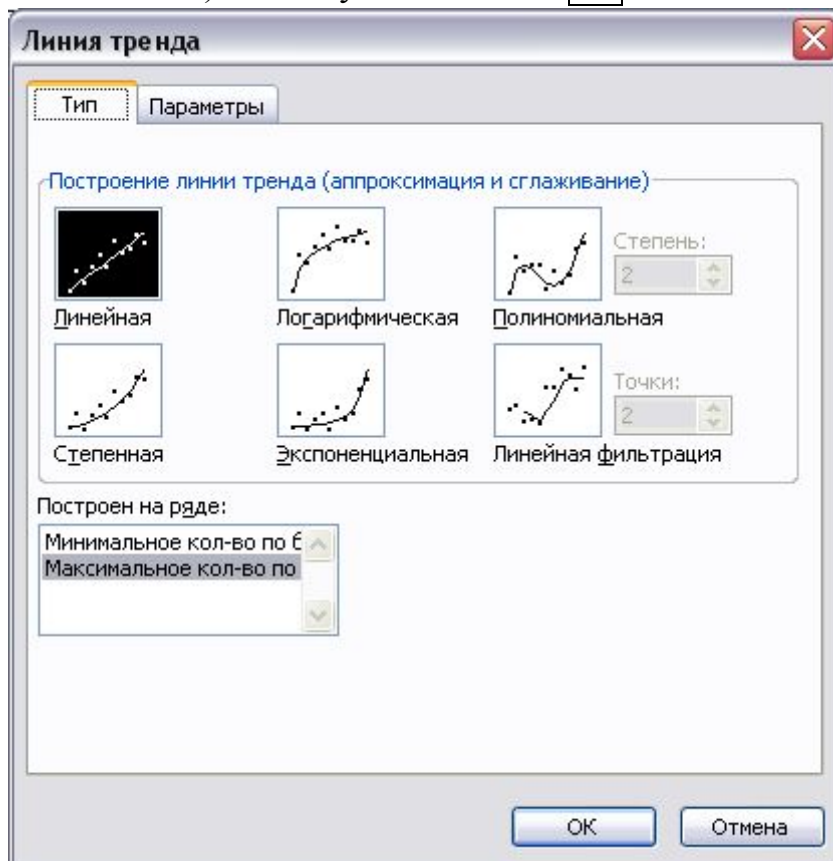 Линия тренда
Тип
Параметры
Построение линии тренда (аппроксимация и сглаживание)
Степень:
2
Линейная
Логарифмическая
Полиномиальная
Точки:
2
Степенная
Экспоненциальная
Линейная фильтрация
Построен на ряде:
Минимальное кол-во по б
Максимальное кол-во по
ОК
Отмена